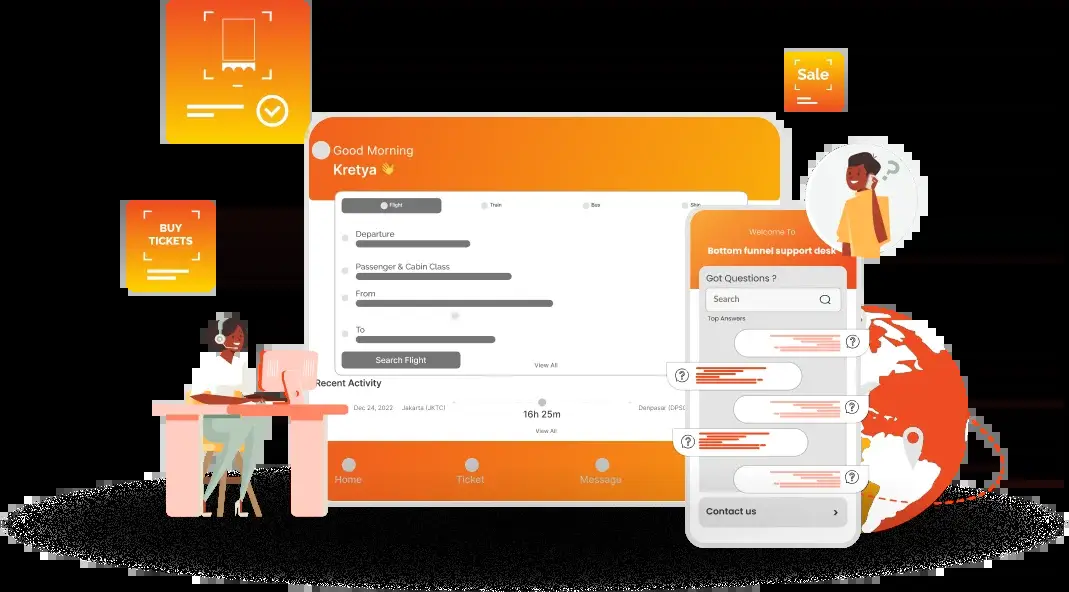 Sale
BUY
TICKETS
Good Morning
Kretya 👋
Flight
Train
Bus
Ship
Departure
Passenger & Cabin Class
From
To
Search Flight
View All
Recent Activity
Dec 24, 2022
Jakarta (JKTC)
16h 25m
Denpasar (DPSC
View All
Home
Ticket
Message
Welcome To
Bottom funnel support desk
Got Questions ?
Search
Top Answers
Contact us